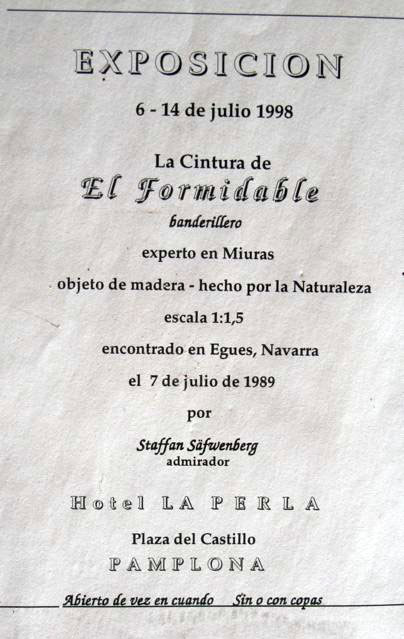 EXPOSICION
6 - 14 de julio 1998
La Cintura de
El Formidable
banderillero
experto en Miuras
objeto de madera - hecho por la Naturaleza
escala 1:1,5
encontrado en Egues, Navarra
el 7 de julio de 1989
por
Staffan Säfwenberg
admirador
Hotel LA PERLA
Plaza del Castillo
PAMPLONA
Abierto de vez en cuando Sin o con copas